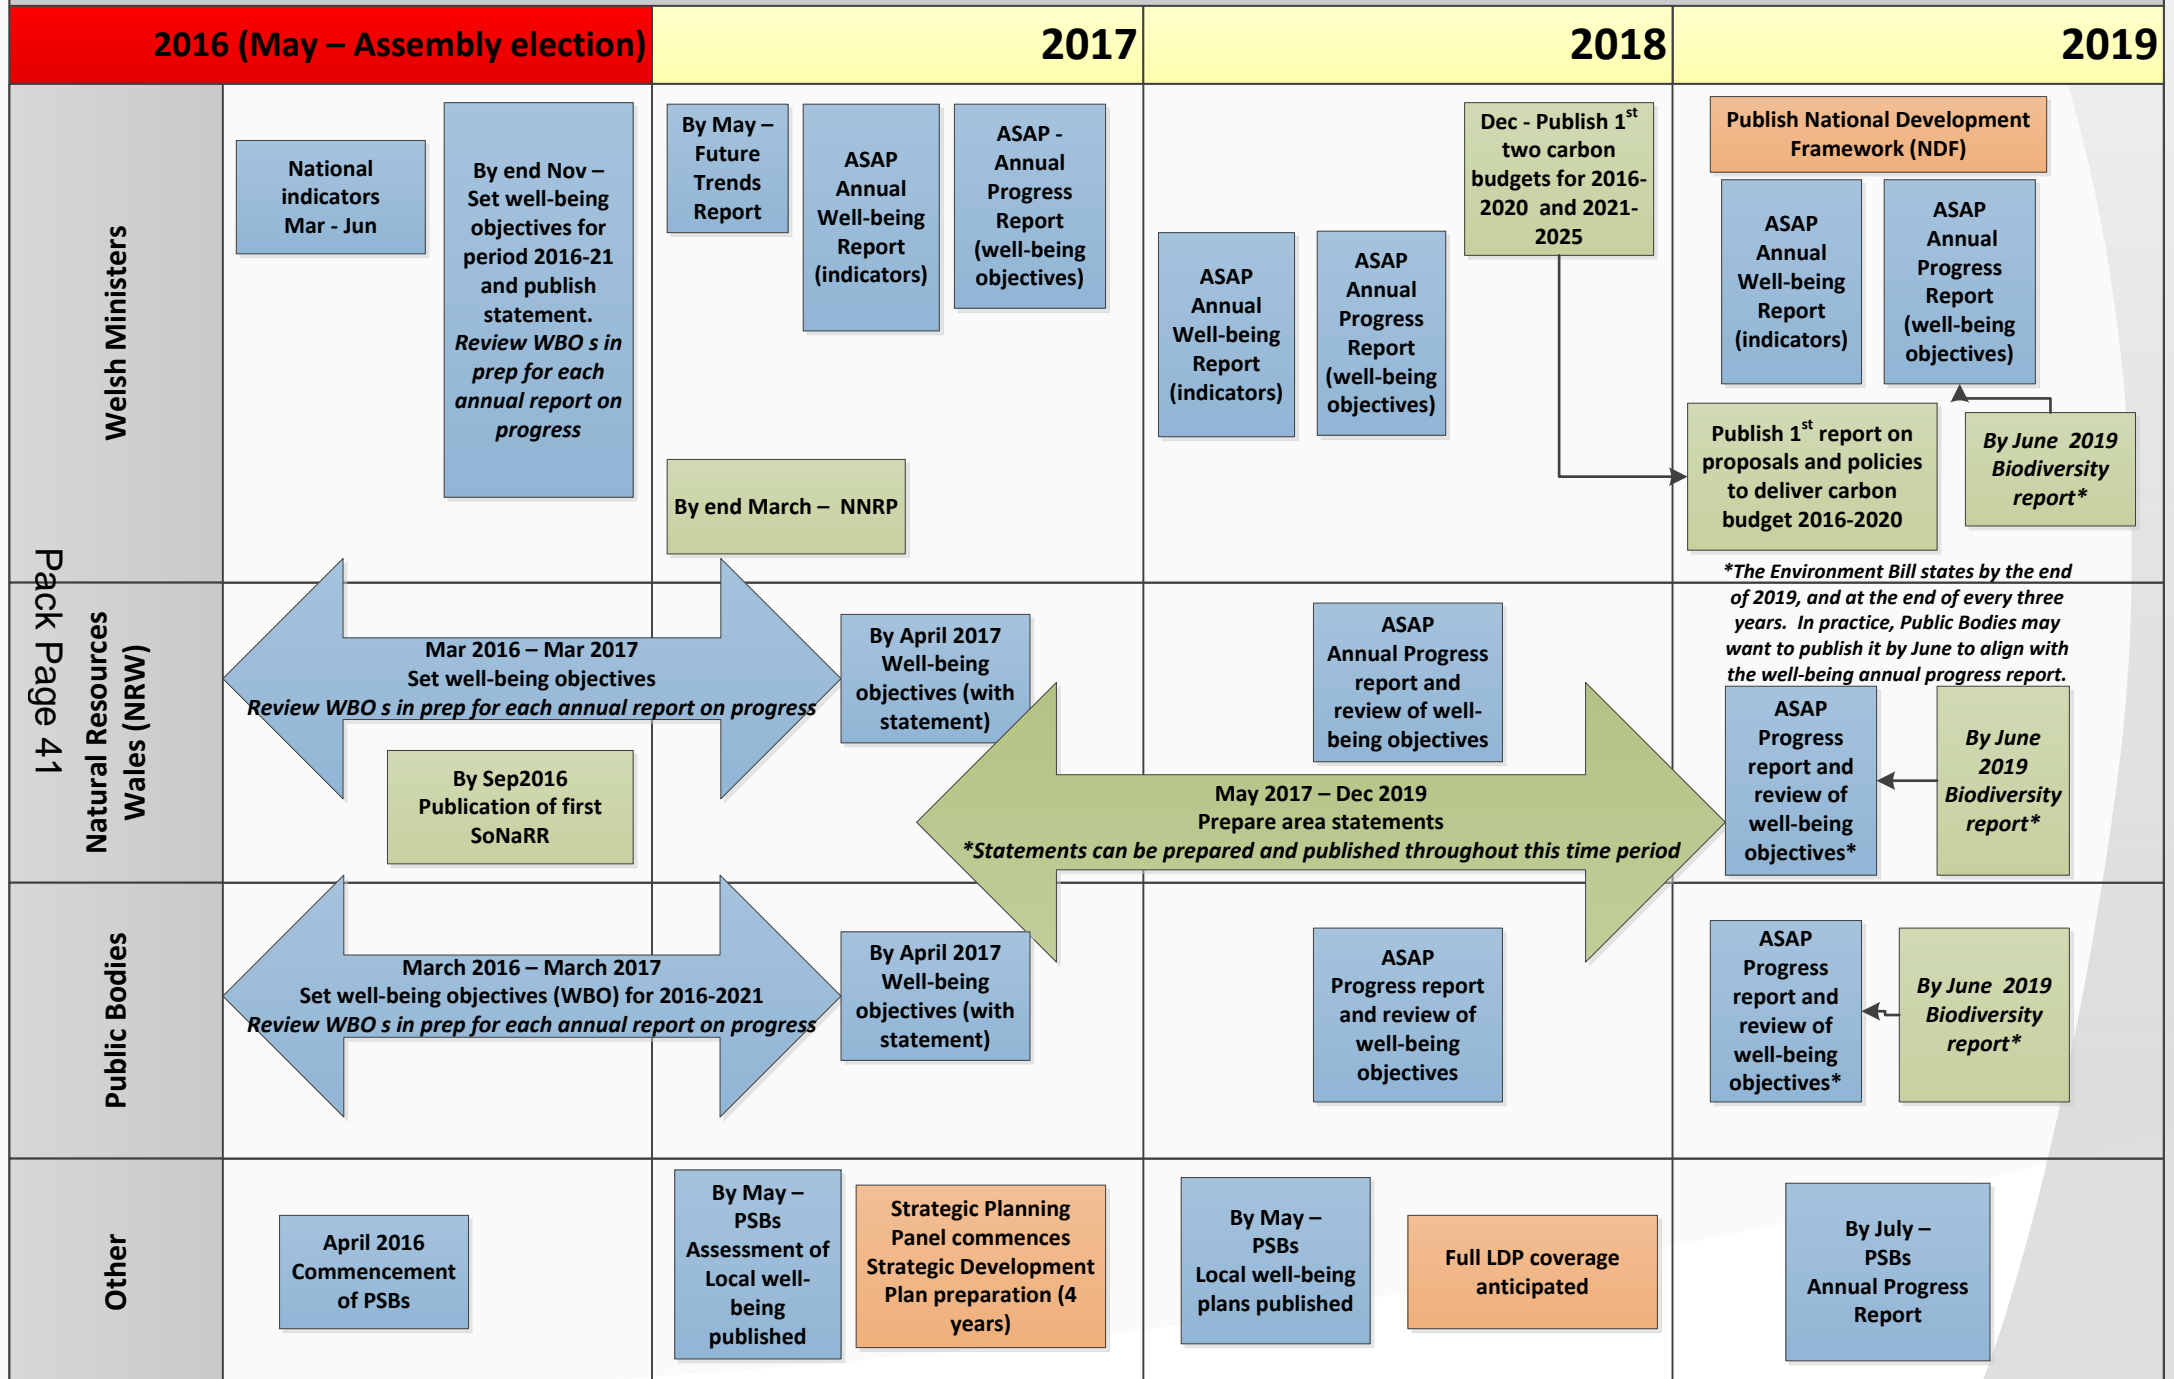 2016 (May – Assembly election)
2017
2018
2019
Pack Page 41
Welsh Ministers
National
indicators
Mar - Jun
By end Nov –
Set well-being
objectives for
period 2016-21
and publish
statement.
Review WBO s in
prep for each
annual report on
progress
By May –
Future
Trends
Report
ASAP
Annual
Well-being
Report
(indicators)
ASAP -
Annual
Progress
Report
(well-being
objectives)
By end March – NNRP
ASAP
Annual
Well-being
Report
(indicators)
ASAP
Annual
Progress
Report
(well-being
objectives)
Dec - Publish 1st
two carbon
budgets for 2016-
2020 and 2021-
2025
Publish National Development
Framework (NDF)
ASAP
Annual
Well-being
Report
(indicators)
ASAP
Annual
Progress
Report
(well-being
objectives)
Publish 1st report on
proposals and policies
to deliver carbon
budget 2016-2020
By June 2019
Biodiversity
report*
*The Environment Bill states by the end
of 2019, and at the end of every three
years. In practice, Public Bodies may
want to publish it by June to align with
the well-being annual progress report.
Natural Resources
Wales (NRW)
Mar 2016 – Mar 2017
Set well-being objectives
Review WBO s in prep for each annual report on progress
By Sep2016
Publication of first
SoNaRR
By April 2017
Well-being
objectives (with
statement)
ASAP
Annual Progress
report and
review of well-
being objectives
May 2017 – Dec 2019
Prepare area statements
*Statements can be prepared and published throughout this time period
ASAP
Progress
report and
review of
well-being
objectives*
By June
2019
Biodiversity
report*
Public Bodies
March 2016 – March 2017
Set well-being objectives (WBO) for 2016-2021
Review WBO s in prep for each annual report on progress
By April 2017
Well-being
objectives (with
statement)
ASAP
Progress report
and review of
well-being
objectives
ASAP
Progress
report and
review of
well-being
objectives*
By June 2019
Biodiversity
report*
Other
April 2016
Commencement
of PSBs
By May –
PSBs
Assessment of
Local well-
being
published
Strategic Planning
Panel commences
Strategic Development
Plan preparation (4
years)
By May –
PSBs
Local well-being
plans published
Full LDP coverage
anticipated
By July –
PSBs
Annual Progress
Report